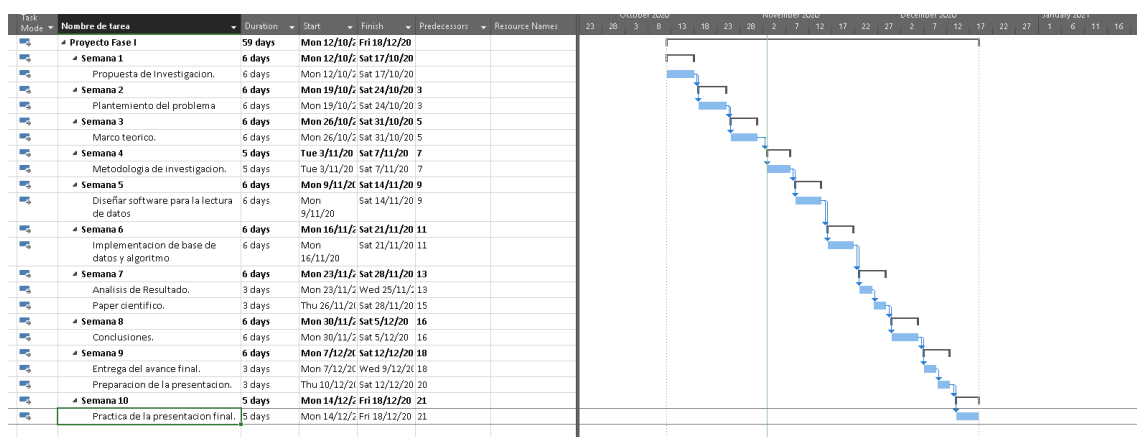 Task
Mode Nombre de tarea Duration Start Finish Predecessors Resource Names
October 2020 November 2020 December 2020 January 2021
23 28 3 8 13 18 23 28 2 7 12 17 22 27 2 7 12 17 22 27 1 6 11 16
Proyecto Fase I 59 days Mon 12/10/2 Fri 18/12/20
Semana 1 6 days Mon 12/10/2 Sat 17/10/20
Propuesta de Investigacion. 6 days Mon 12/10/2 Sat 17/10/20
Semana 2 6 days Mon 19/10/2 Sat 24/10/20 3
Plantemiento del problema 6 days Mon 19/10/2 Sat 24/10/20 3
Semana 3 6 days Mon 26/10/2 Sat 31/10/20 5
Marco teorico. 6 days Mon 26/10/2 Sat 31/10/20 5
Semana 4 5 days Tue 3/11/20 Sat 7/11/20 7
Metodologia de investigacion. 5 days Tue 3/11/20 Sat 7/11/20 7
Semana 5 6 days Mon 9/11/20 Sat 14/11/20 9
Diseñar software para la lectura 6 days Mon Sat 14/11/20 9
de datos 9/11/20
Semana 6 6 days Mon 16/11/2 Sat 21/11/20 11
Implementacion de base de 6 days Mon Sat 21/11/20 11
datos y algoritmo 16/11/20
Semana 7 6 days Mon 23/11/2 Sat 28/11/20 13
Analisis de Resultado. 3 days Mon 23/11/2 Wed 25/11/2 13
Paper cientifico. 3 days Thu 26/11/20 Sat 28/11/20 15
Semana 8 6 days Mon 30/11/2 Sat 5/12/20 16
Conclusiones. 6 days Mon 30/11/2 Sat 5/12/20 16
Semana 9 6 days Mon 7/12/20 Sat 12/12/20 18
Entrega del avance final. 3 days Mon 7/12/20 Wed 9/12/20 18
Preparacion de la presentacion. 3 days Thu 10/12/20 Sat 12/12/20 20
Semana 10 5 days Mon 14/12/2 Fri 18/12/20 21
Practica de la presentacion final. 5 days Mon 14/12/2 Fri 18/12/20 21